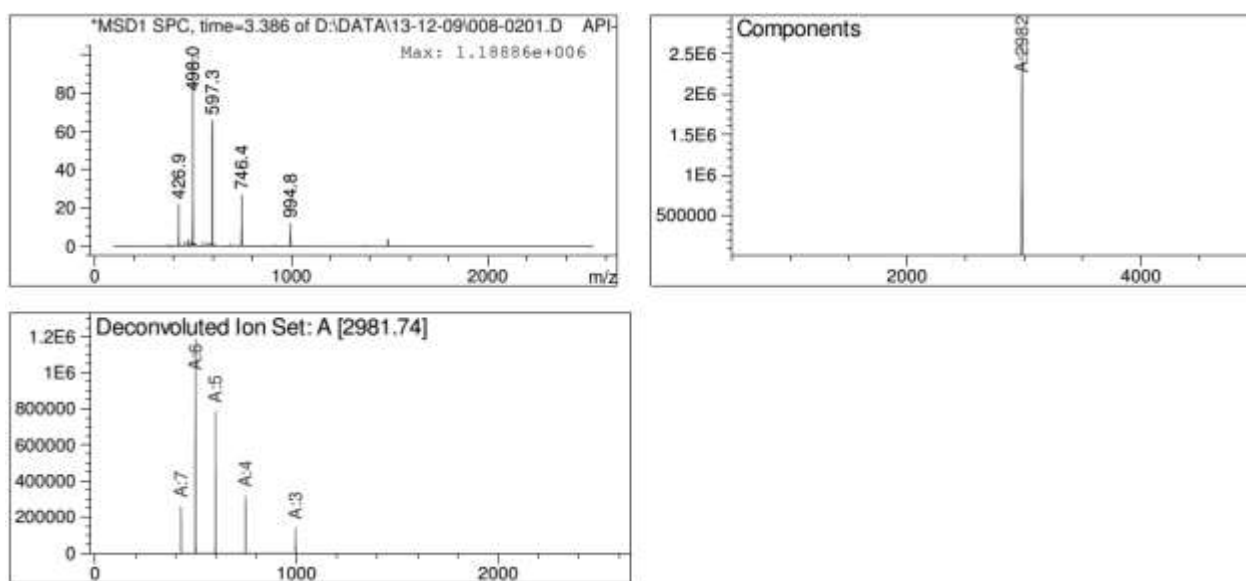 *MSD1 SPC, time=3.386 of D:\DATA\13-12-09\008-0201.D API-
Max: 1.18886e+006
80
60
40
20
0
426.9
498.0
597.3
746.4
994.8
0
1000
2000
m/z
Components
2.5E6
2E6
1.5E6
1E6
500000
A:2982
2000
4000
Deconvoluted Ion Set: A [2981.74]
1.2E6
1E6
800000
600000
400000
200000
0
A:7
A:6
A:5
A:4
A:3
0
1000
2000